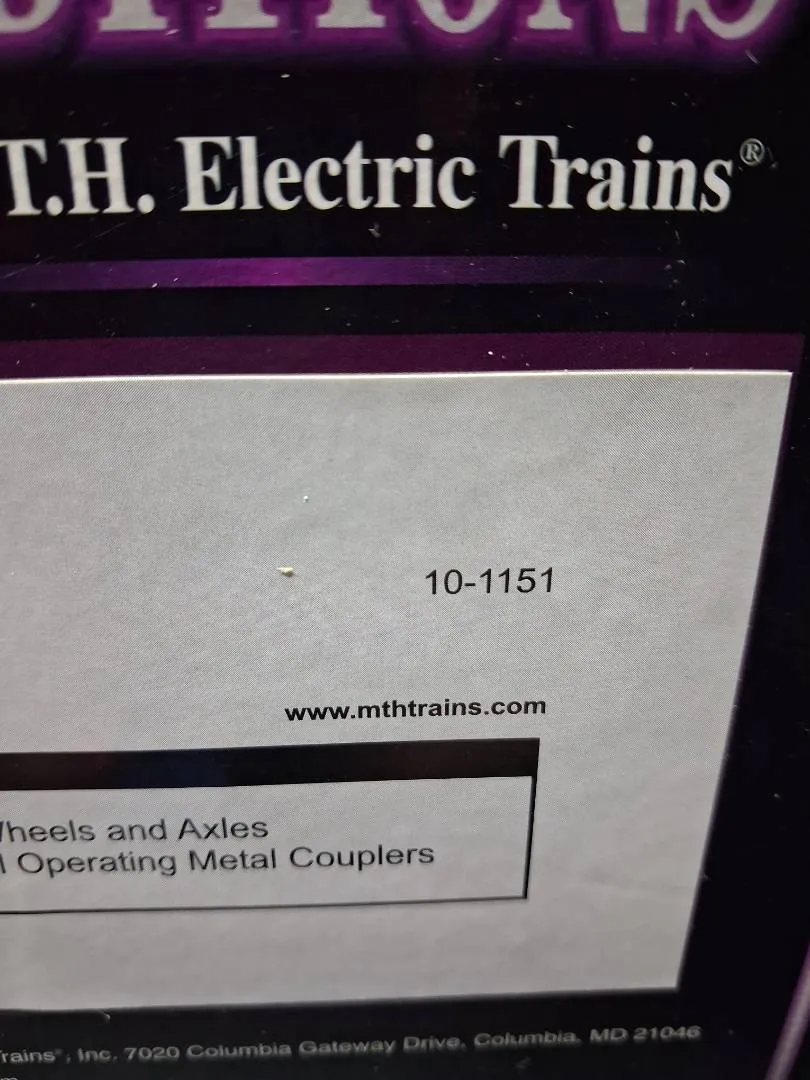 T.H. Electric Trains®
10-1151
www.mthtrains.com
Wheels and Axles
l Operating Metal Couplers
Trains®, Inc. 7020 Columbia Gateway Drive, Columbia, MD 21046